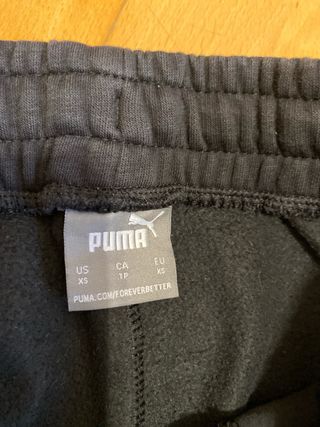 PUMA
US CA EU
XS TP XS
PUMA.COM/FOREVERBETTER